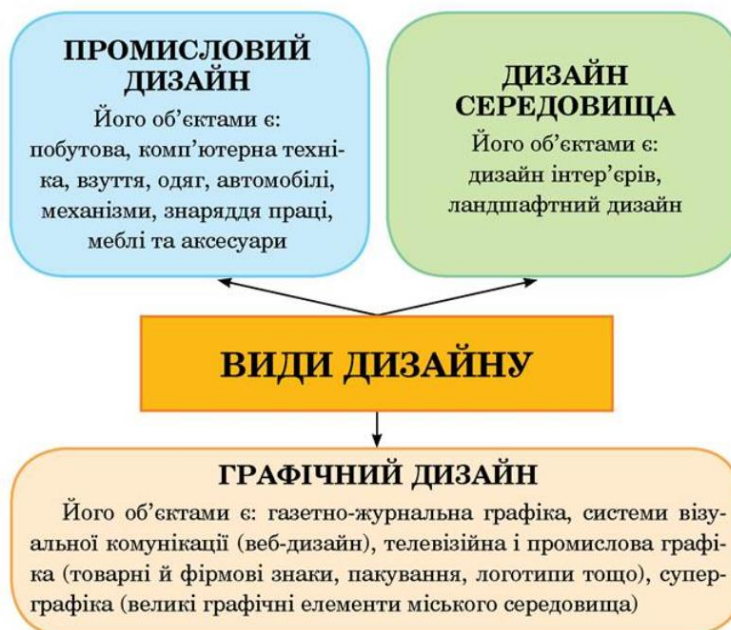 ПРОМИСЛОВИЙ
ДИЗАЙН
Його об’єктами є:
побутова, комп’ютерна техні-
ка, взуття, одяг, автомобілі,
механізми, знаряддя праці,
меблі та аксесуари
ДИЗАЙН
СЕРЕДОВИЩА
Його об’єктами є:
дизайн інтер’єрів,
ландшафтний дизайн
ВИДИ ДИЗАЙНУ
ГРАФІЧНИЙ ДИЗАЙН
Його об’єктами є: газетно-журнальна графіка, системи візу-
альної комунікації (веб-дизайн), телевізійна і промислова графі-
ка (товарні й фірмові знаки, пакування, логотипи тощо), супер-
графіка (великі графічні елементи міського середовища)